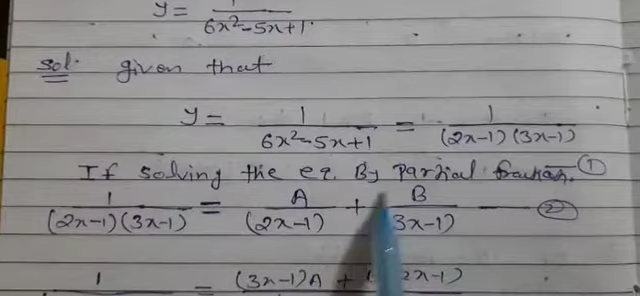 y = 1/(6x²-5x+1)
sol. given that
y = 1/(6x²-5x+1) = 1/((2x-1)(3x-1))
If solving the eq. By partial fraction. ①
1/((2x-1)(3x-1)) = A/(2x-1) + B/(3x-1) — ②
1 = (3x-1)A + 2x-1)